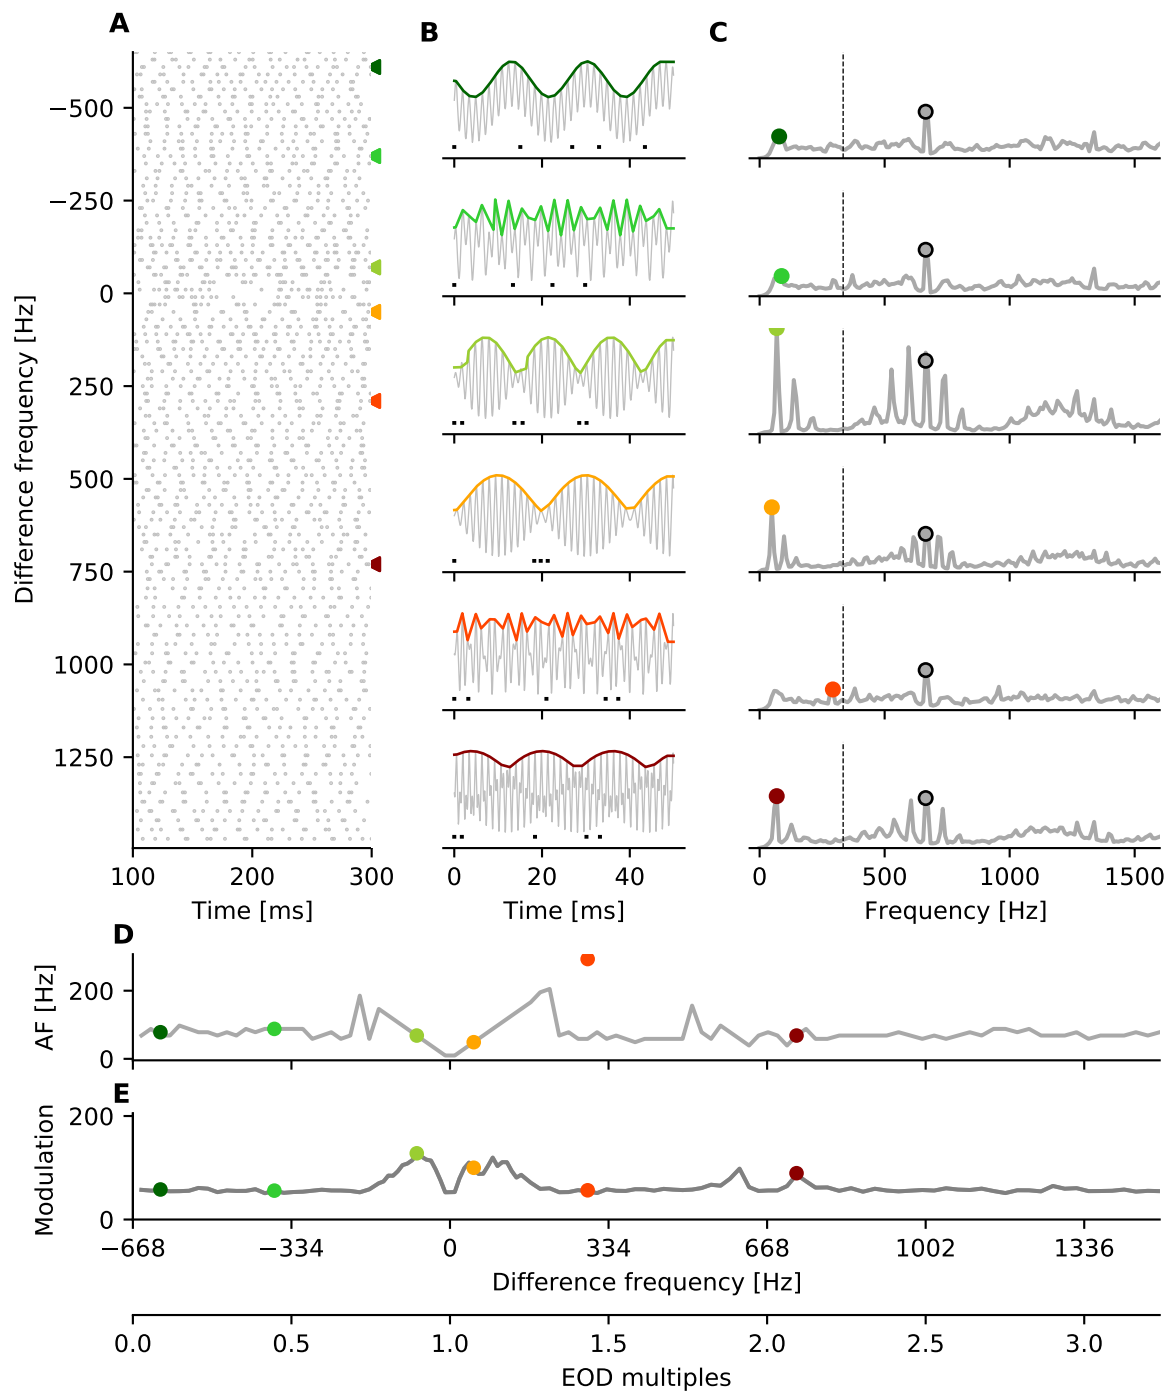 A
B
C
Difference frequency [Hz]
−500
−250
0
250
500
750
1000
1250
100
200
300
Time [ms]
0
20
40
Time [ms]
0
500
1000
1500
Frequency [Hz]
D
AF [Hz]
200
0
E
Modulation
200
0
−668
−334
0
334
668
1002
1336
Difference frequency [Hz]
0.0
0.5
1.0
1.5
2.0
2.5
3.0
EOD multiples